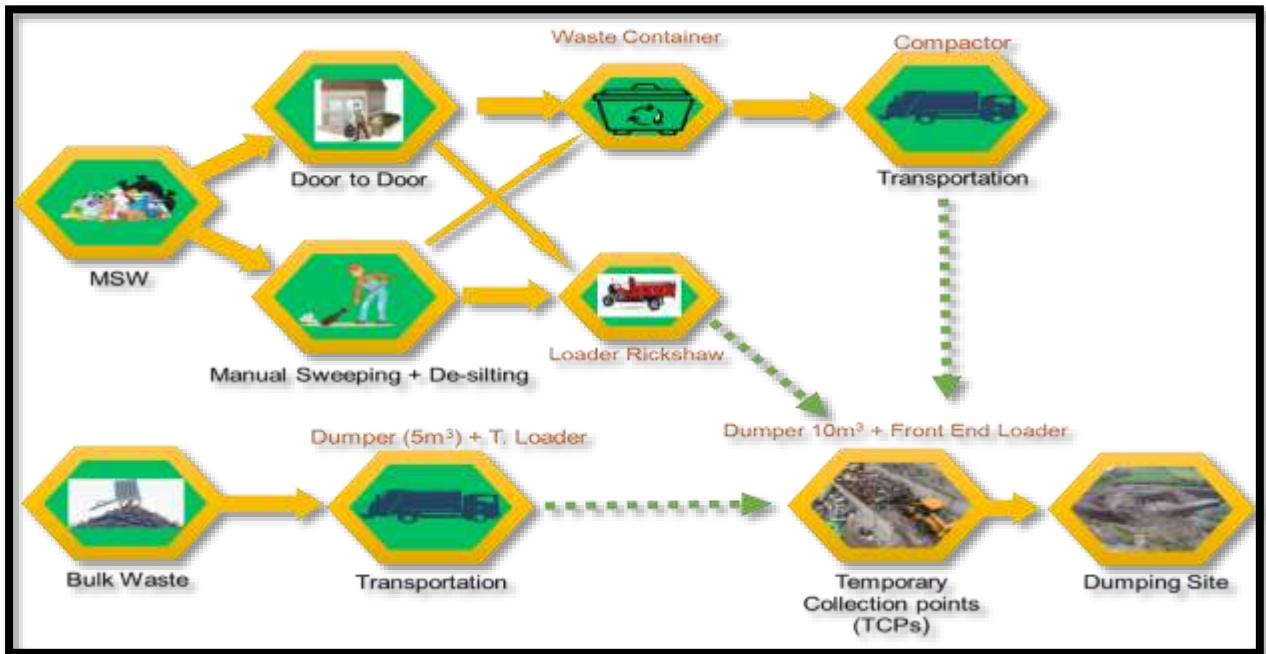 Waste Container
Compactor
Door to Door
Transportation
MSW
Loader Rickshaw
Manual Sweeping + De-silting
Dumper (5m³) + T. Loader
Dumper 10m³ + Front End Loader
Bulk Waste
Transportation
Temporary
Collection points
(TCPs)
Dumping Site